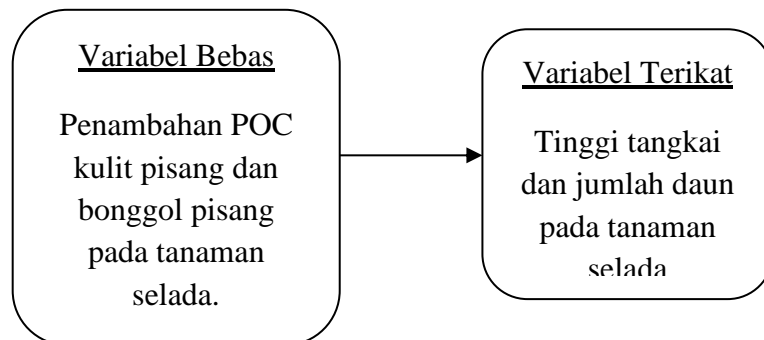 Variabel Bebas
Penambahan POC
kulit pisang dan
bonggol pisang
pada tanaman
selada.
Variabel Terikat
Tinggi tangkai
dan jumlah daun
pada tanaman
selada